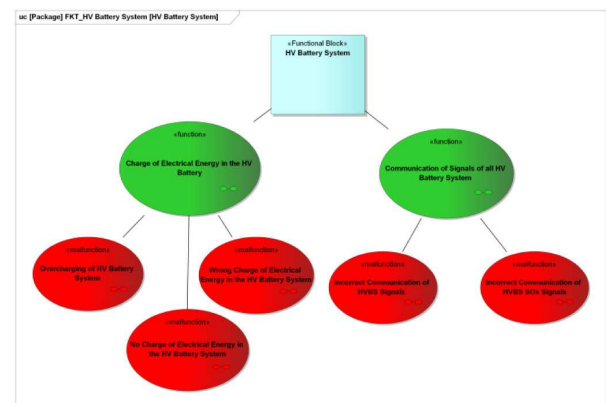 uc [Package] FKT_HV Battery System [HV Battery System]
«Functional Block»
HV Battery System
«function»
Charge of Electrical Energy in the HV
Battery
«function»
Communication of Signals of all HV
Battery System
«malfunction»
Overcharging of HV Battery
System
«malfunction»
Wrong Charge of Electrical
Energy in the HV Battery System
«malfunction»
No Charge of Electrical Energy in
the HV Battery System
«malfunction»
Incorrect Communication of
HVBS Signals
«malfunction»
Incorrect Communication of
HVBS SOx Signals